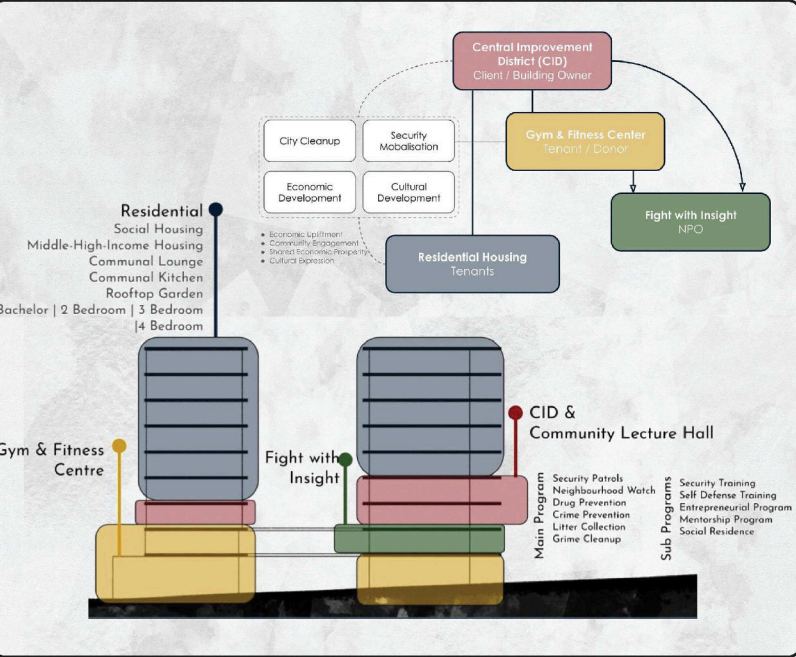 Central Improvement
District (CID)
Client / Building Owner
City Cleanup
Security
Mobalisation
Gym & Fitness Center
Tenant / Donor
Economic
Development
Cultural
Development
Fight with Insight
NPO
Economic Upliftment
Community Engagement
Shared Economic Prosperity
Cultural Expression
Residential Housing
Tenants
Residential
Social Housing
Middle-High-Income Housing
Communal Lounge
Communal Kitchen
Rooftop Garden
Bachelor | 2 Bedroom | 3 Bedroom
|4 Bedroom
Gym & Fitness
Centre
Fight with
Insight
CID &
Community Lecture Hall
Main Program
Security Patrols
Neighbourhood Watch
Drug Prevention
Crime Prevention
Litter Collection
Grime Cleanup
Sub Programs
Security Training
Self Defense Training
Entrepreneurial Program
Mentorship Program
Social Residence